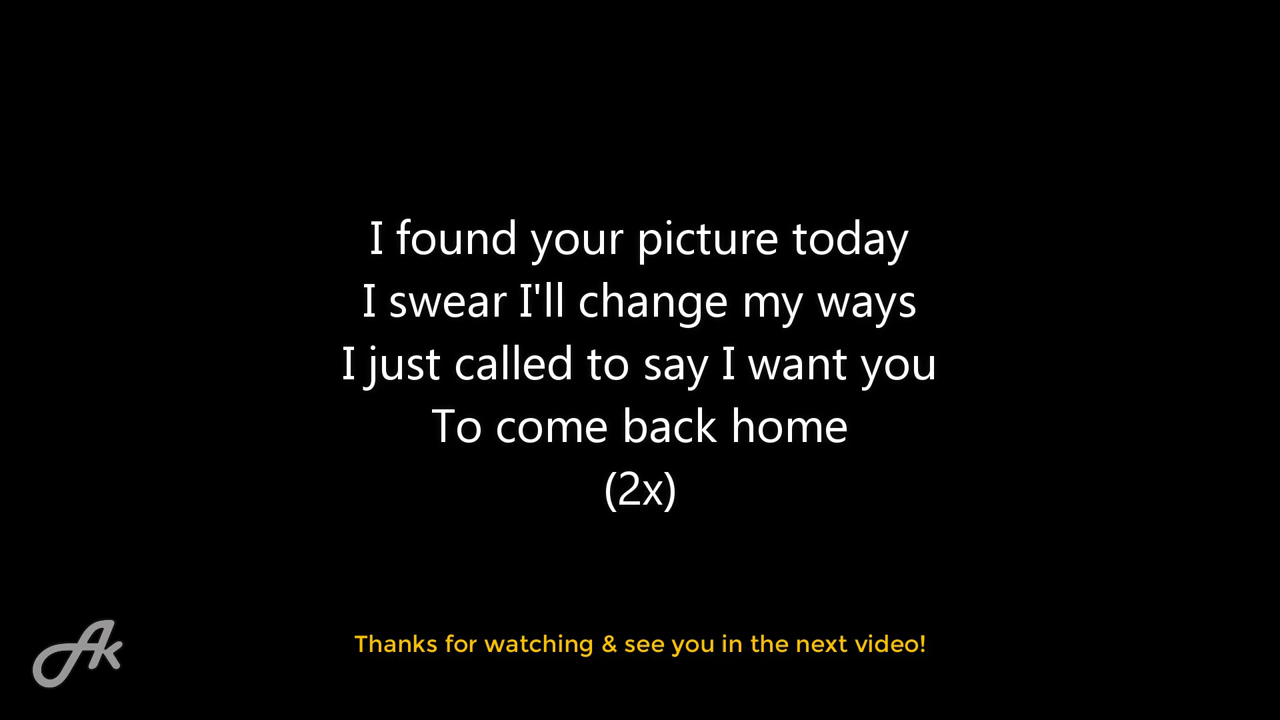 I found your picture today
I swear I'll change my ways
I just called to say I want you
To come back home
(2x)
Thanks for watching & see you in the next video!
Ak